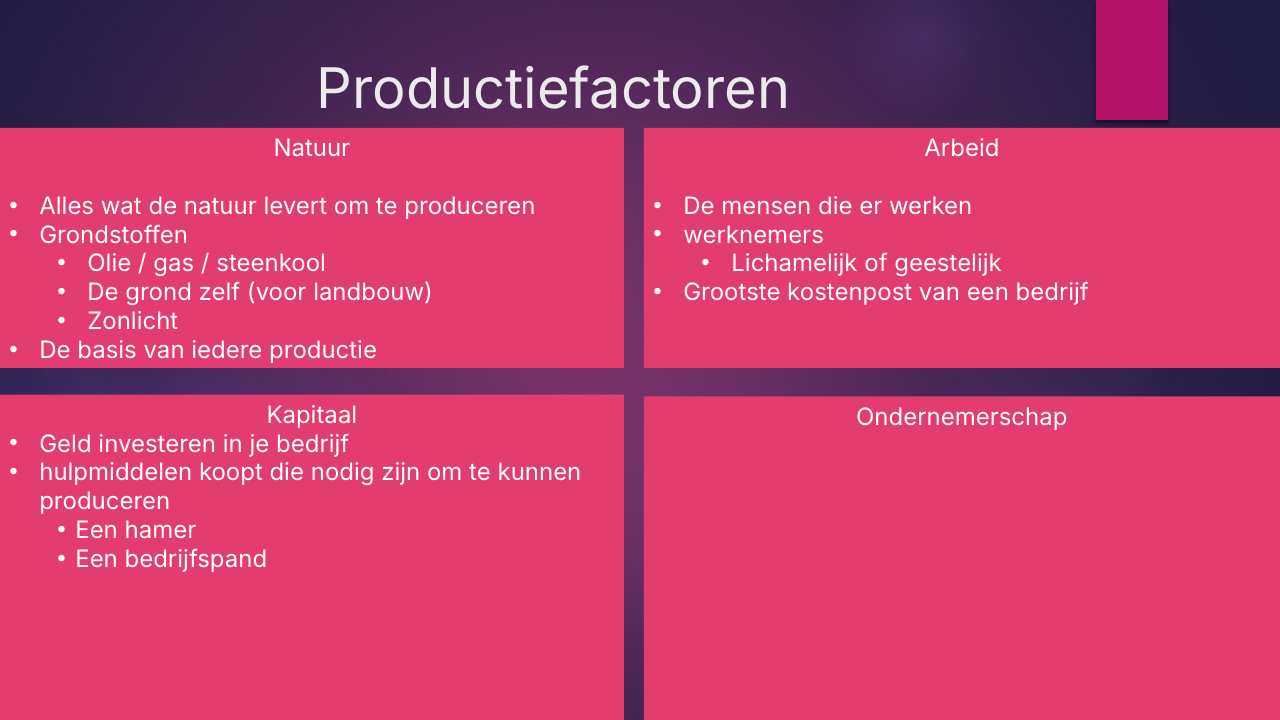 Productiefactoren
Natuur
• Alles wat de natuur levert om te produceren
• Grondstoffen
• Olie / gas / steenkool
• De grond zelf (voor landbouw)
• Zonlicht
• De basis van iedere productie
Arbeid
• De mensen die er werken
• werknemers
• Lichamelijk of geestelijk
• Grootste kostenpost van een bedrijf
Kapitaal
• Geld investeren in je bedrijf
• hulpmiddelen koopt die nodig zijn om te kunnen
produceren
• Een hamer
• Een bedrijfspand
Ondernemerschap